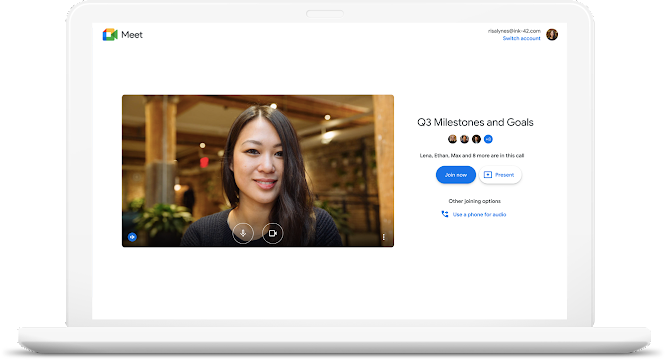 Meet
risalynes@ink-42.com
Switch account
Q3 Milestones and Goals
Lena, Ethan, Max and 8 more are in this call
Join now
Present
Other joining options
Use a phone for audio